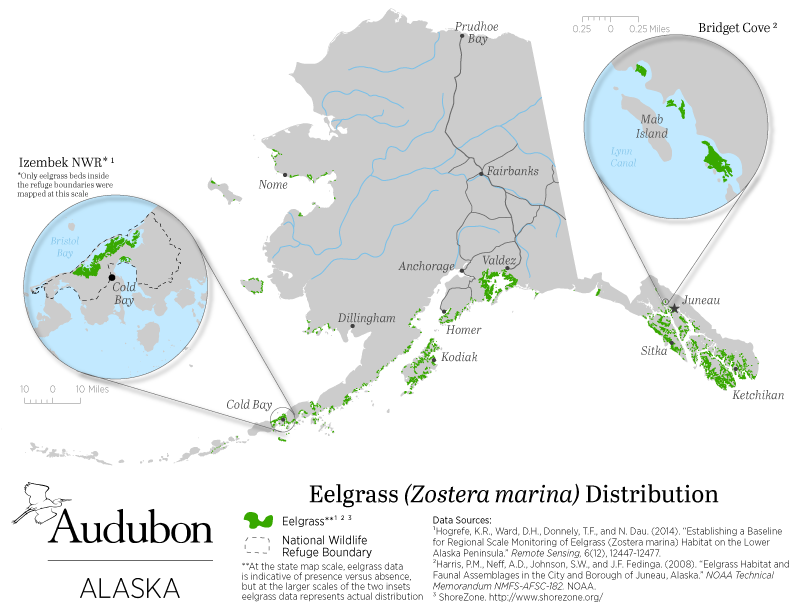 Prudhoe
Bay
0.25 0 0.25 Miles
Bridget Cove ²
Mab
Island
Lynn
Canal
Izembek NWR* ¹
*Only eelgrass beds inside
the refuge boundaries were
mapped at this scale
Nome
Fairbanks
Bristol
Bay
Cold
Bay
Anchorage
Valdez
Dillingham
Homer
Juneau
Kodiak
Sitka
Ketchikan
10 0 10 Miles
Cold Bay
Eelgrass (Zostera marina) Distribution
Audubon
ALASKA
Eelgrass**¹ ² ³
National Wildlife
Refuge Boundary
**At the state map scale, eelgrass data
is indicative of presence versus absence,
but at the larger scales of the two insets
eelgrass data represents actual distribution
Data Sources:
¹Hogrefe, K.R., Ward, D.H., Donnely, T.F., and N. Dau. (2014). "Establishing a Baseline
for Regional Scale Monitoring of Eelgrass (Zostera marina) Habitat on the Lower
Alaska Peninsula." Remote Sensing. 6(12), 12447-12477.
²Harris, P.M., Neff, A.D., Johnson, S.W., and J.F. Fedinga. (2008). "Eelgrass Habitat and
Faunal Assemblages in the City and Borough of Juneau, Alaska." NOAA Technical
Memorandum NMFS-AFSC-182. NOAA.
³ ShoreZone. http://www.shorezone.org/